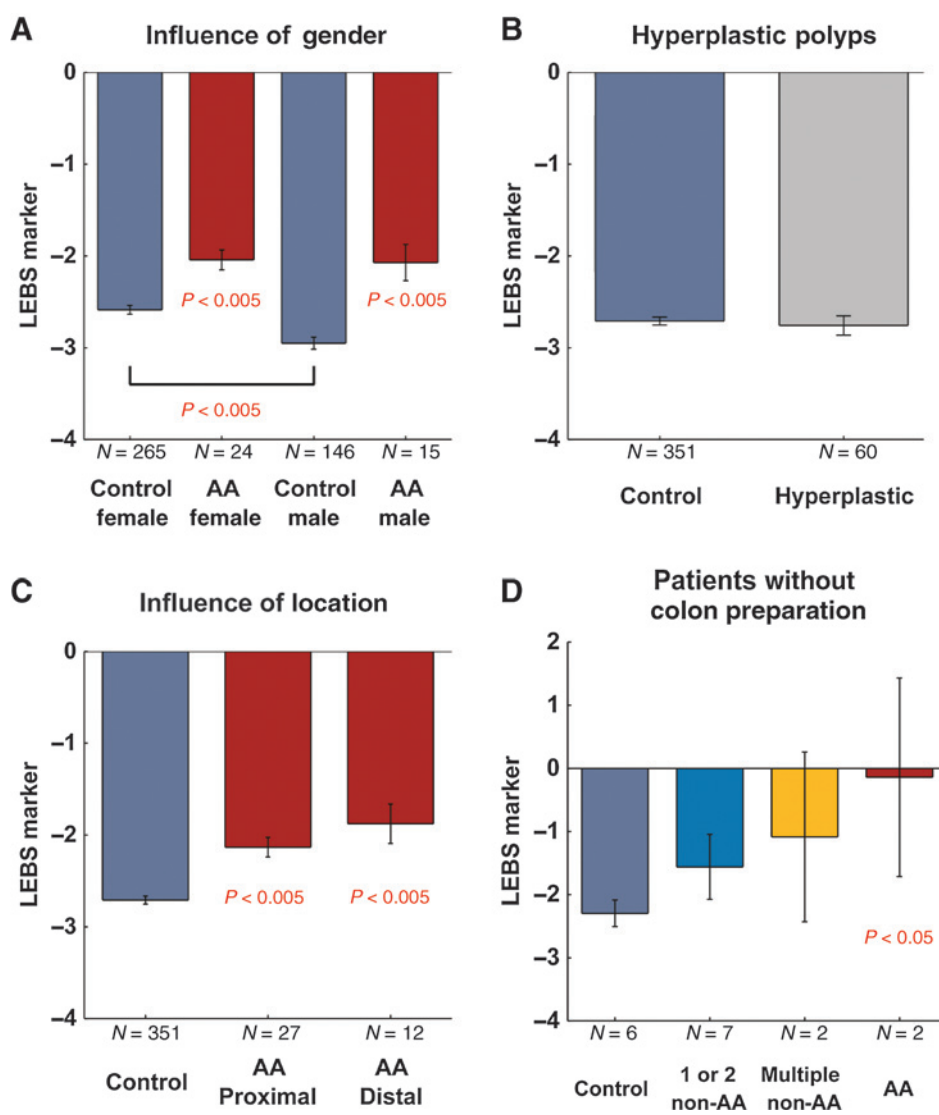 A
Influence of gender
LEBS marker
0
–1
–2
–3
–4
P < 0.005
P < 0.005
P < 0.005
N = 265
N = 24
N = 146
N = 15
Control
female
AA
female
Control
male
AA
male
B
Hyperplastic polyps
LEBS marker
0
–1
–2
–3
–4
N = 351
N = 60
Control
Hyperplastic
C
Influence of location
LEBS marker
0
–1
–2
–3
–4
P < 0.005
P < 0.005
N = 351
N = 27
N = 12
Control
AA
Proximal
AA
Distal
D
Patients without
colon preparation
LEBS marker
2
1
0
–1
–2
–3
–4
P < 0.05
N = 6
N = 7
N = 2
N = 2
Control
1 or 2
non-AA
Multiple
non-AA
AA